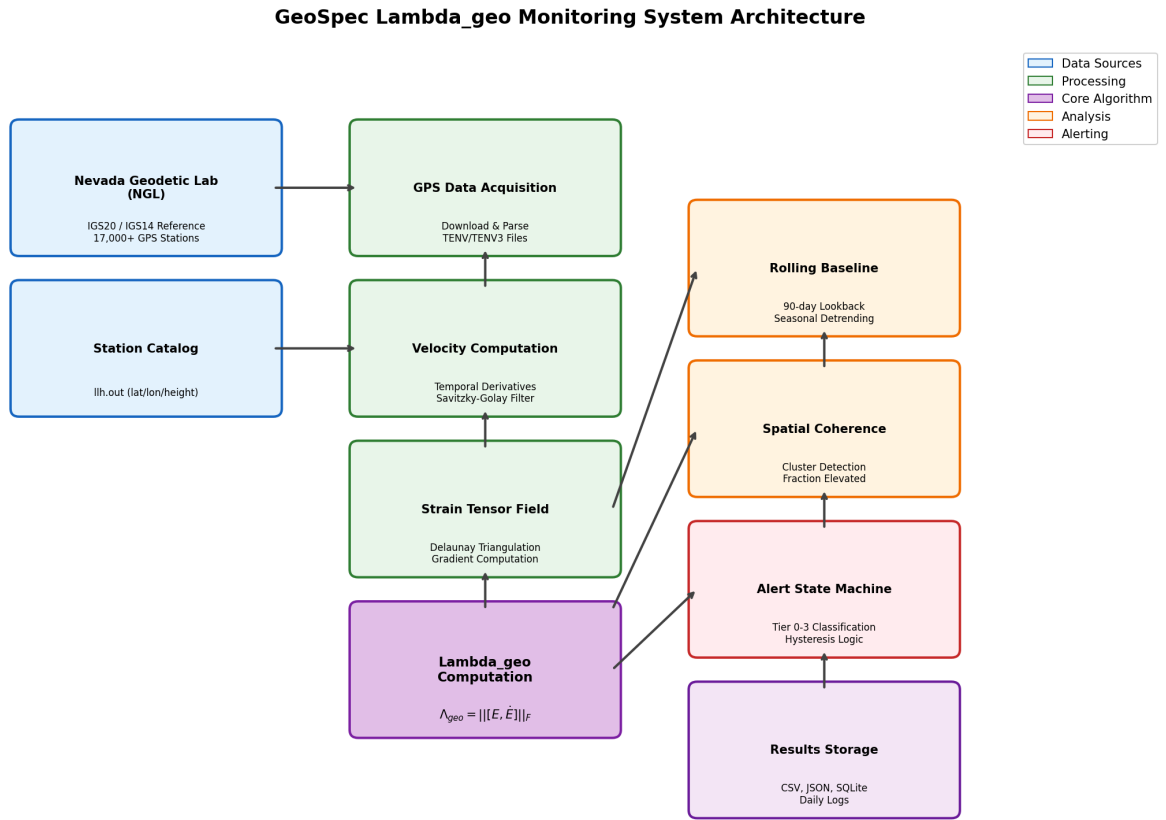 GeoSpec Lambda_geo Monitoring System Architecture
Data Sources
Processing
Core Algorithm
Analysis
Alerting
Nevada Geodetic Lab
(NGL)
IGS20 / IGS14 Reference
17,000+ GPS Stations
GPS Data Acquisition
Download & Parse
TENV/TENV3 Files
Rolling Baseline
90-day Lookback
Seasonal Detrending
Station Catalog
llh.out (lat/lon/height)
Velocity Computation
Temporal Derivatives
Savitzky-Golay Filter
Spatial Coherence
Cluster Detection
Fraction Elevated
Strain Tensor Field
Delaunay Triangulation
Gradient Computation
Alert State Machine
Tier 0-3 Classification
Hysteresis Logic
Lambda_geo
Computation
Λ_geo = ||[E, Ė]||_F
Results Storage
CSV, JSON, SQLite
Daily Logs